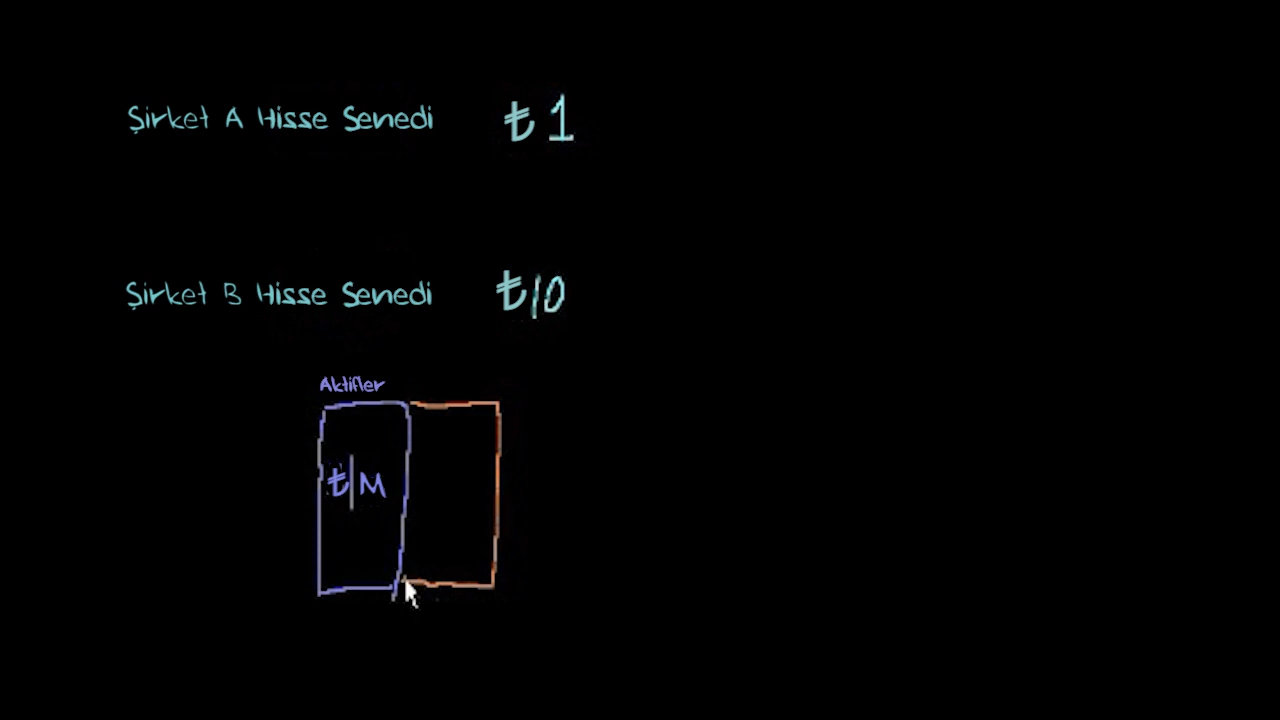 Şirket A Hisse Senedi ₺ 1
Şirket B Hisse Senedi ₺10
Aktifler
₺1M